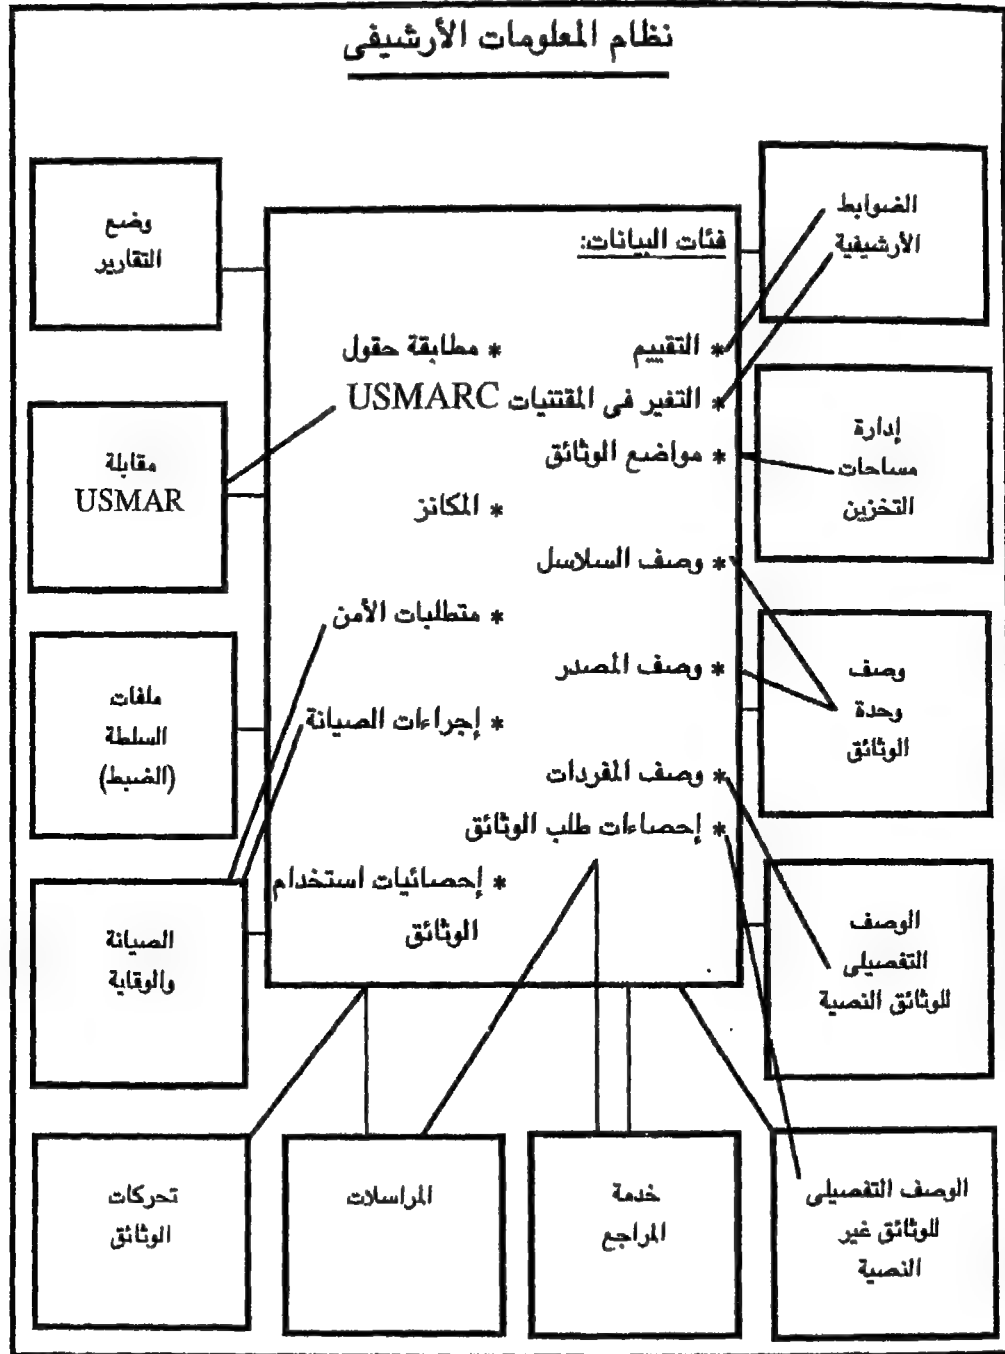 نظام المعلومات الأرشيفى
الضوابط
الأرشيفية
إدارة
مساحات
التخزين
وصف
وحدة
الوثائق
الوصف
التفصيلى
للوثائق النصية
الوصف التفصيلى
للوثائق غير
النصية
فئات البيانات:
* التقييم
* التغير فى المقتنيات
* مواضع الوثائق
* وصف السلاسل
* وصف المصدر
* وصف المفردات
* إحصاءات طلب الوثائق
* مطابقة حقول
USMARC
* المكانز
* متطلبات الأمن
* إجراءات الصيانة
* إحصائيات استخدام
الوثائق
وضع
التقارير
مقابلة
USMAR
ملفات
السلطة
(الضبط)
الصيانة
والوقاية
خدمة
المراجع
المراسلات
تحركات
الوثائق